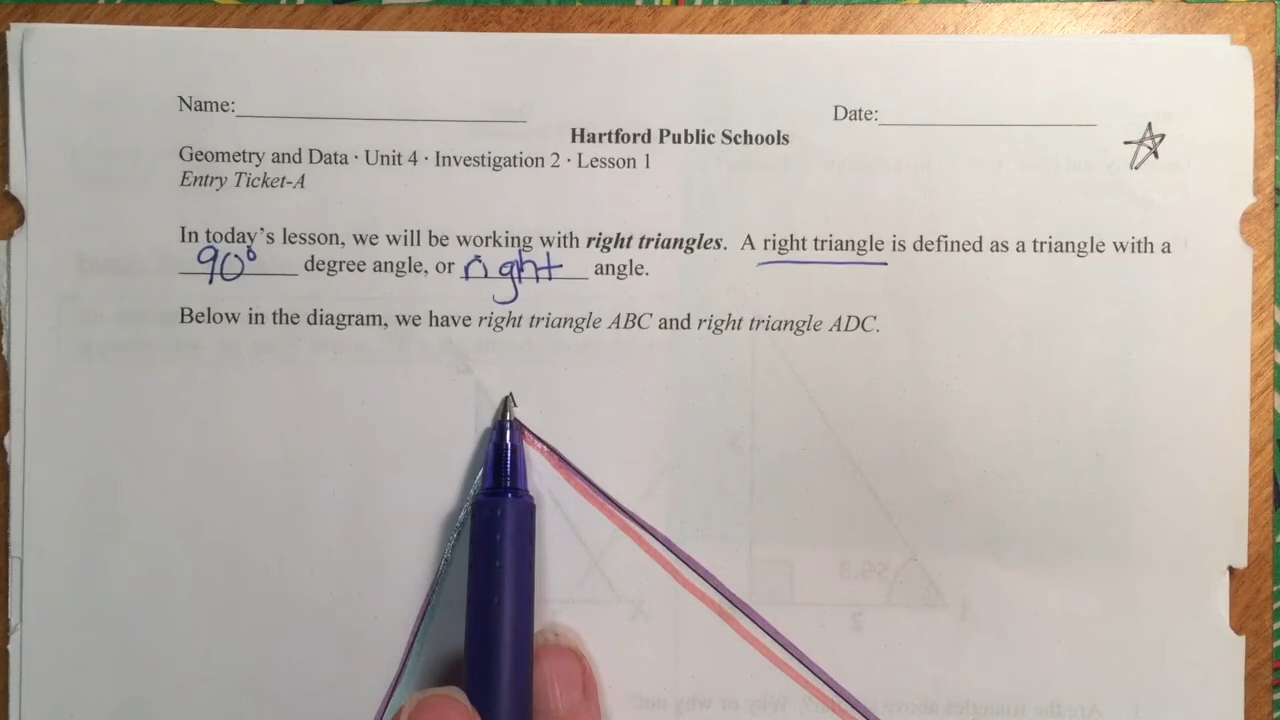 Name:
Date:
Hartford Public Schools
Geometry and Data · Unit 4 · Investigation 2 · Lesson 1
Entry Ticket-A
In today's lesson, we will be working with right triangles. A right triangle is defined as a triangle with a
90° degree angle, or right angle.
Below in the diagram, we have right triangle ABC and right triangle ADC.
A